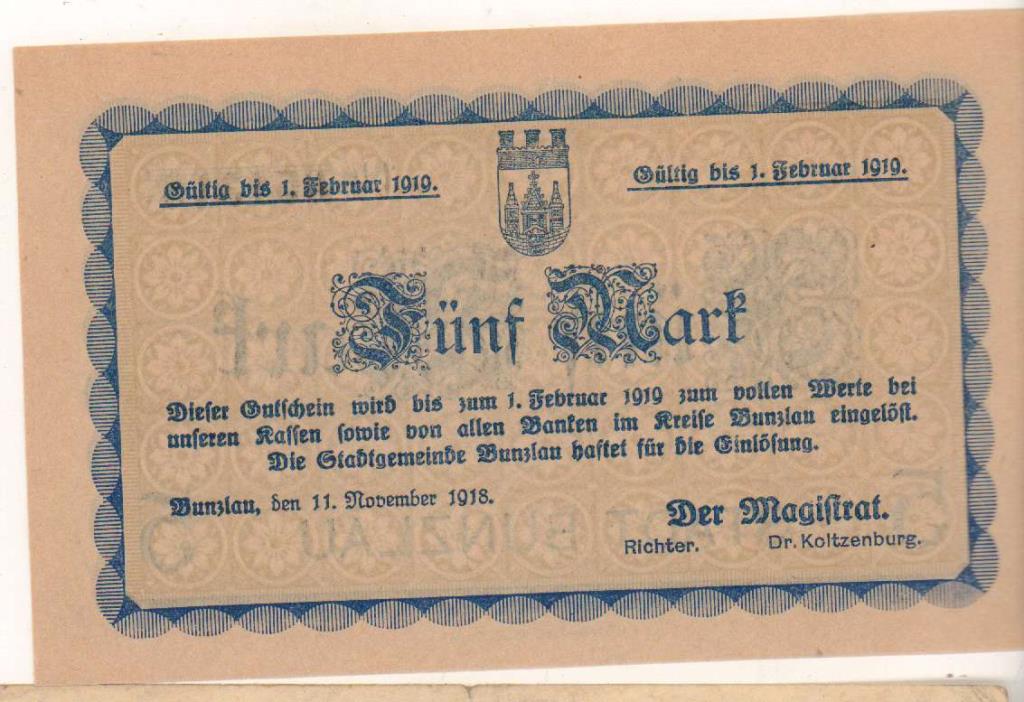 Gültig bis 1. Februar 1919.
Gültig bis 1. Februar 1919.
Fünf Mark
Dieser Gutschein wird bis zum 1. Februar 1919 zum vollen Werte bei
unseren Kassen sowie von allen Banken im Kreise Bunzlau eingelöst.
Die Stadtgemeinde Bunzlau haftet für die Einlösung.
Bunzlau, den 11. November 1918.
Der Magistrat.
Richter. Dr. Koltzenburg.